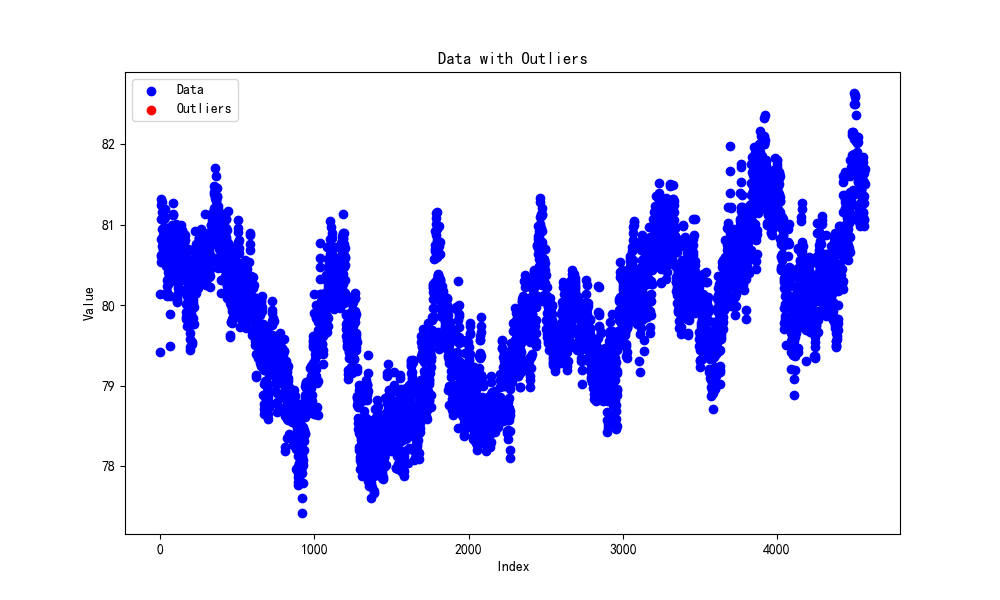 Data with Outliers
Data
Outliers
82
81
80
79
78
Value
0 1000 2000 3000 4000
Index